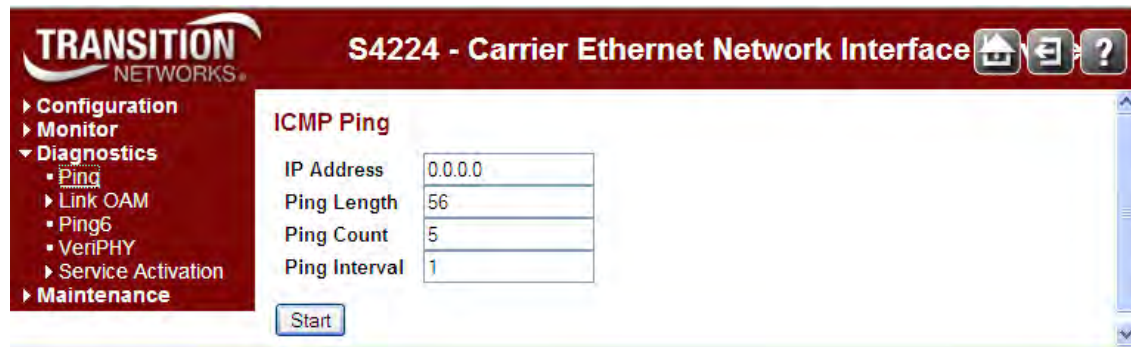 TRANSITION
NETWORKS®
S4224 - Carrier Ethernet Network Interface
?
Configuration
Monitor
Diagnostics
Ping
Link OAM
Ping6
VeriPHY
Service Activation
Maintenance
ICMP Ping
IP Address 0.0.0.0
Ping Length 56
Ping Count 5
Ping Interval 1
Start